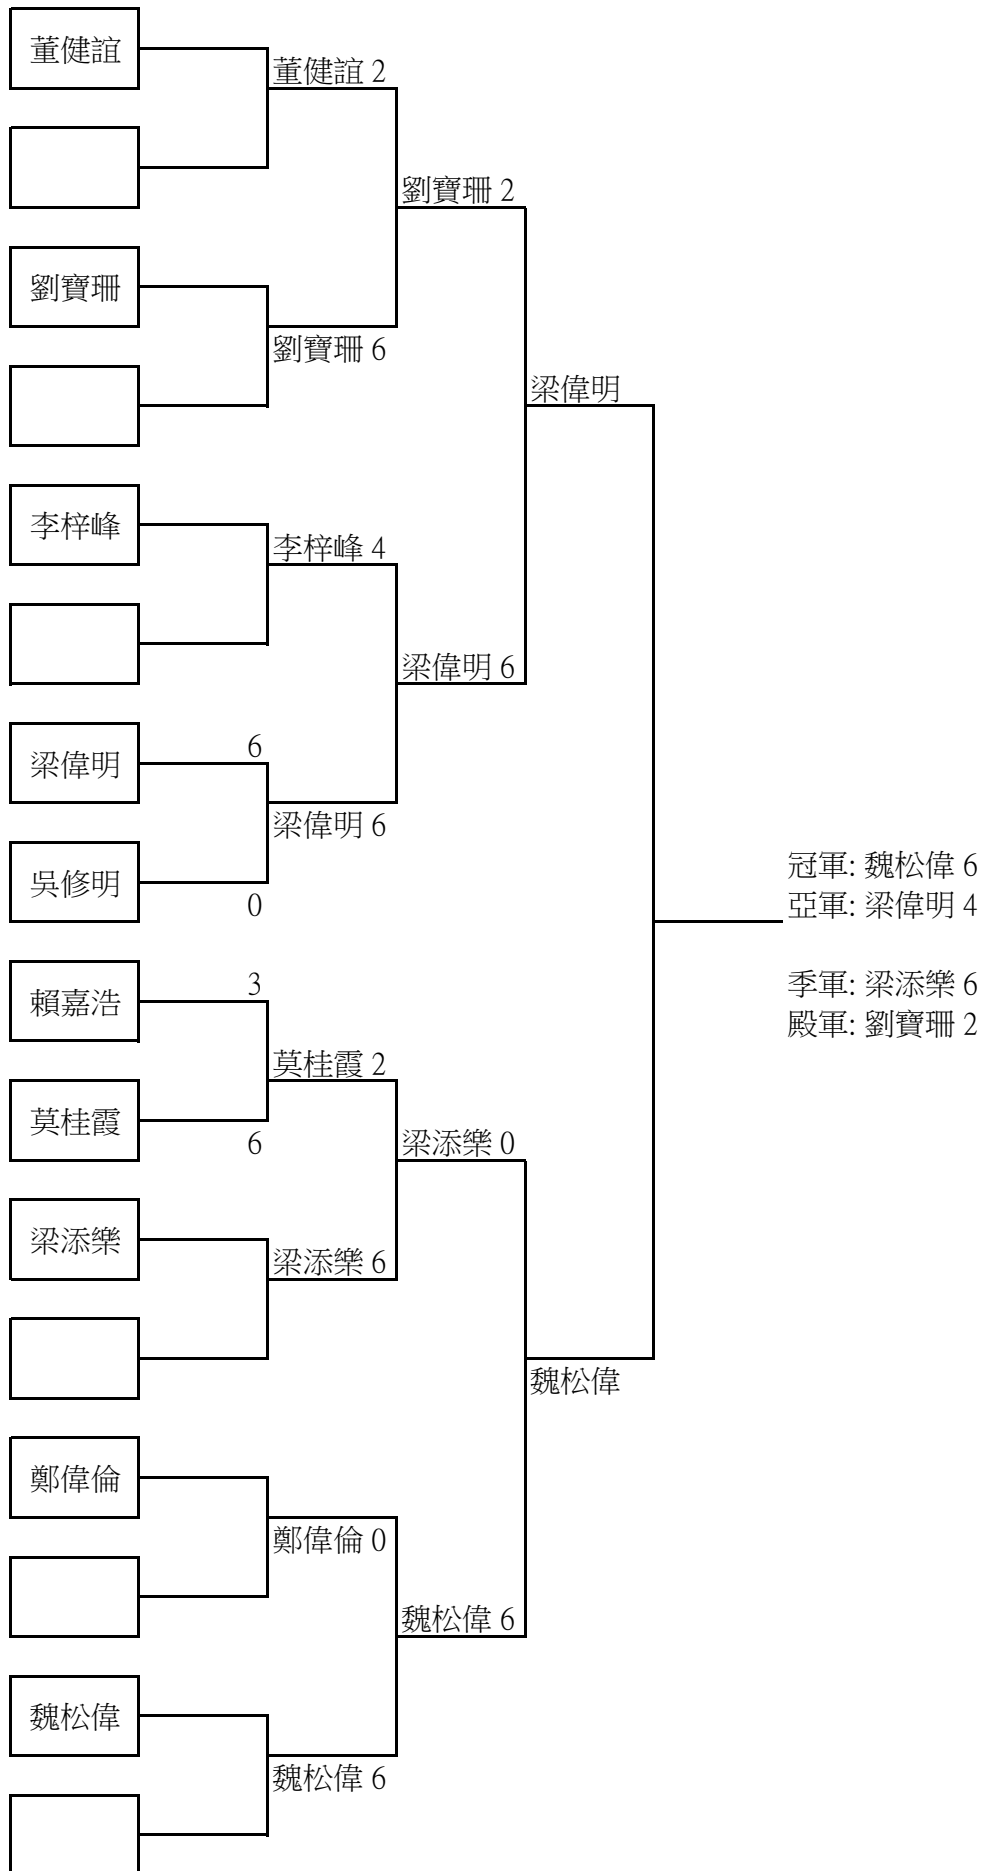 董健誼
董健誼 2
劉寶珊 2
劉寶珊
劉寶珊 6
梁偉明
李梓峰
李梓峰 4
梁偉明 6
6
梁偉明
梁偉明 6
吳修明
0
冠軍: 魏松偉 6
亞軍: 梁偉明 4
季軍: 梁添樂 6
殿軍: 劉寶珊 2
3
賴嘉浩
莫桂霞 2
莫桂霞
6
梁添樂 0
梁添樂
梁添樂 6
魏松偉
鄭偉倫
鄭偉倫 0
魏松偉 6
魏松偉
魏松偉 6